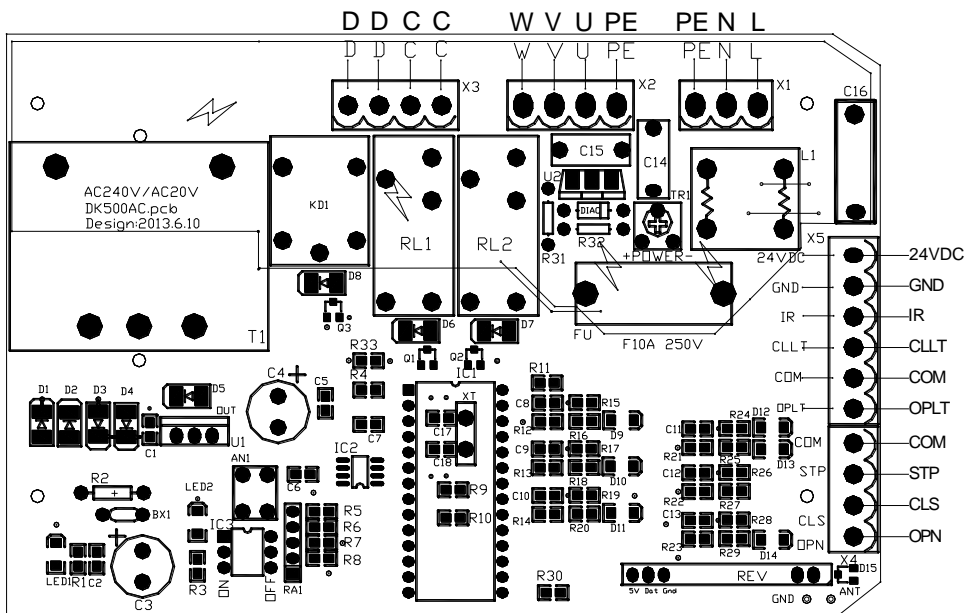 D D C C W V U PE PE N L
D D C C W V U PE PE N L
X3 X2 X1
C16
C15 C14 L1
U2 TR1
AC240V/AC20V
DK500AC.pcb
Design:2013.6.10
KD1 RL1 RL2
DIAC
R32
R31
+POWER-
X5
24VDC 24VDC
GND GND
IR IR
CLLT CLLT
COM COM
OPLT OPLT
COM COM
STP STP
CLS CLS
OPN OPN
D8
Q3
T1
D6 D7
FU F10A 250V
Q1 Q2
R33
R4
IC1
R11
D1 D2 D3 D4 D5
C4 + C5
C7
OUT
U1
C1
XT
C17
C18
C8 R15
R12 R16 D9
C9 R17
R13 R18 D10
C10 R19
R14 R20 D11
C11 R24 D12
R21 R25 D13
C12 R26
R27
C13 R28
R23 R29 D14
AN1 IC2
C6
R2
BX1
LED2
IC3
R5
R6
R7
R8
R9
R10
LED1 R1 C2
+
C3
R3
ON OFF
RA1
R30
5V Dat Gnd
REV
X4
D15
ANT
GND